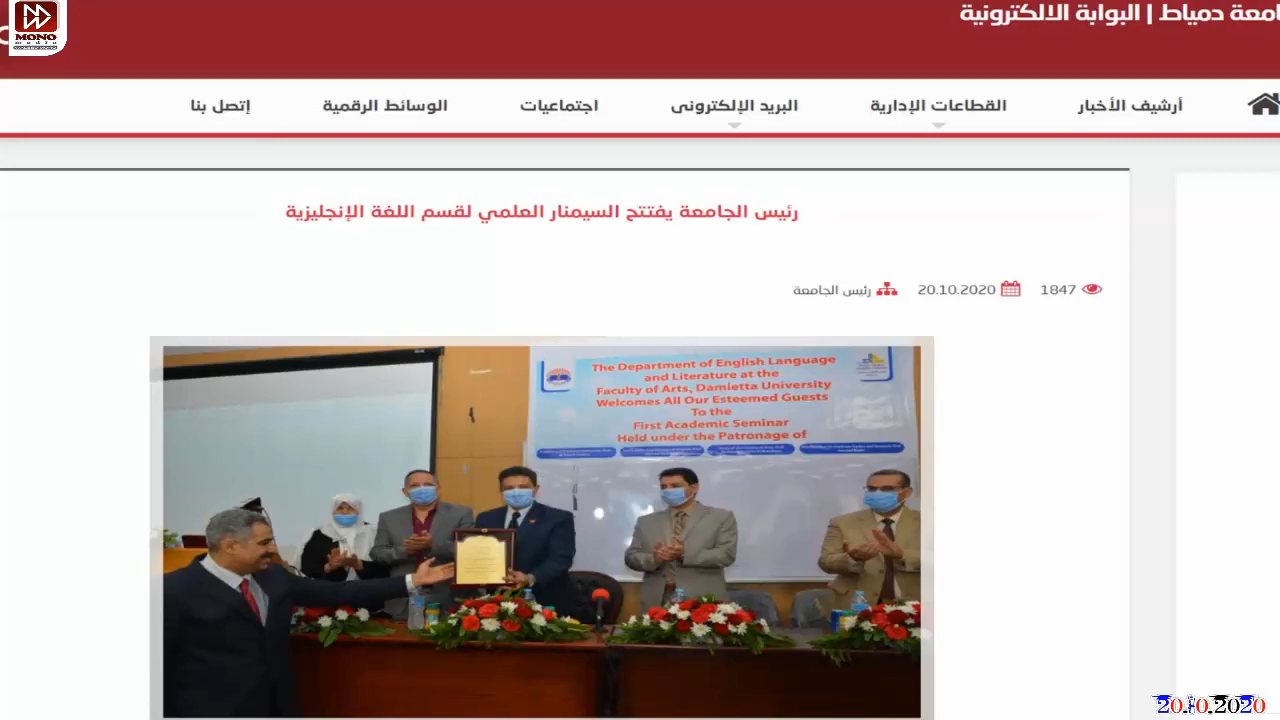 MONO
media
جامعة دمياط | البوابة الالكترونية
أرشيف الأخبار
القطاعات الإدارية
البريد الإلكترونى
اجتماعيات
الوسائط الرقمية
إتصل بنا
رئيس الجامعة يفتتح السيمنار العلمي لقسم اللغة الإنجليزية
1847
20.10.2020
رئيس الجامعة
The Department of English Language
and Literature at the
Faculty of Arts, Damietta University
Welcomes All Our Esteemed Guests
To the
First Academic Seminar
Held under the Patronage of
20.10.2020